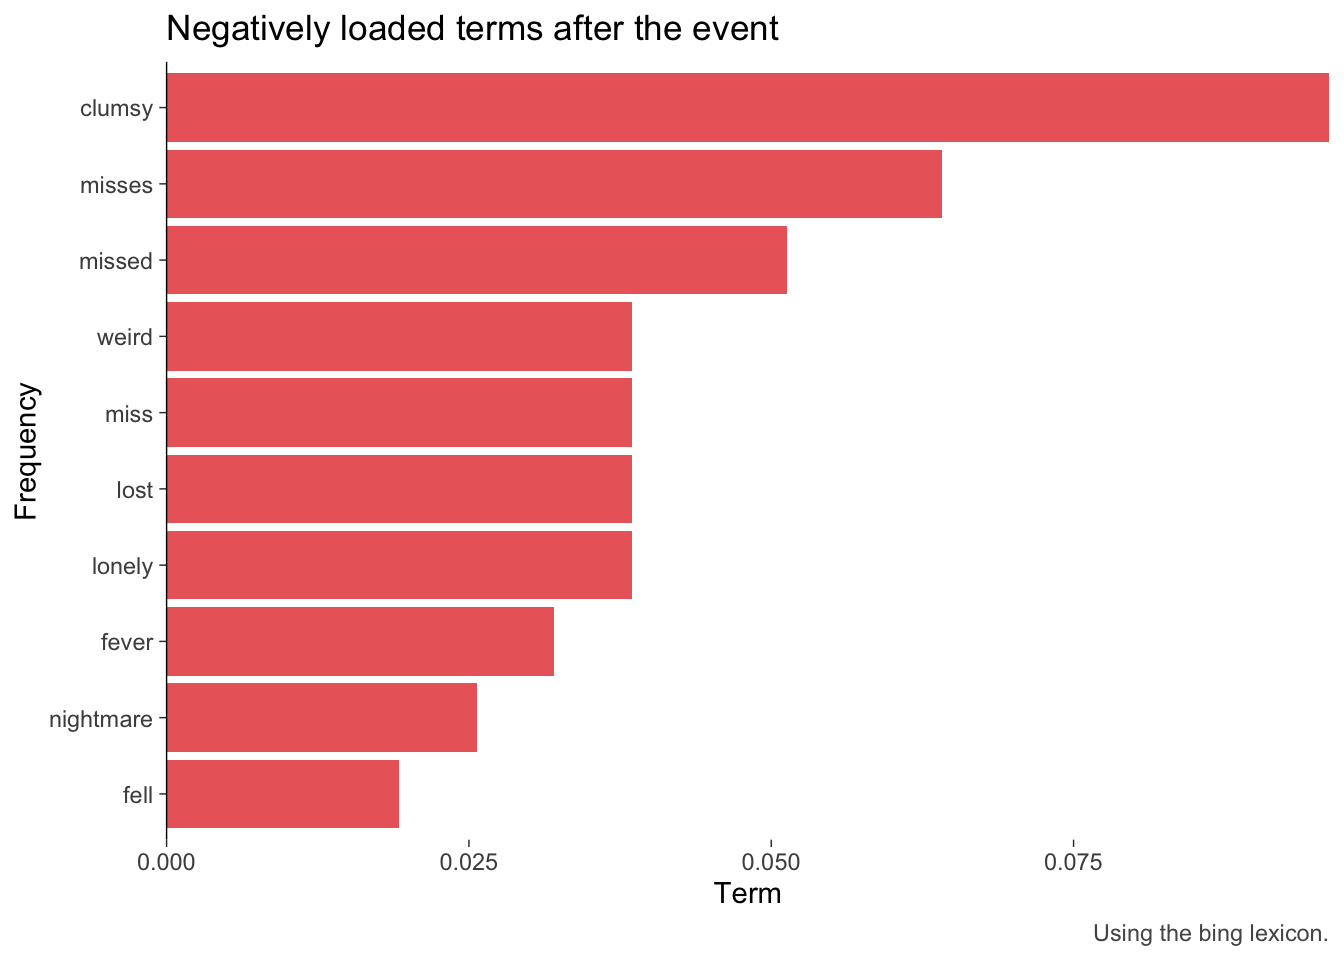 Negatively loaded terms after the event
clumsy
misses
missed
weird
miss
lost
lonely
fever
nightmare
fell
Frequency
0.000 0.025 0.050 0.075
Term
Using the bing lexicon.